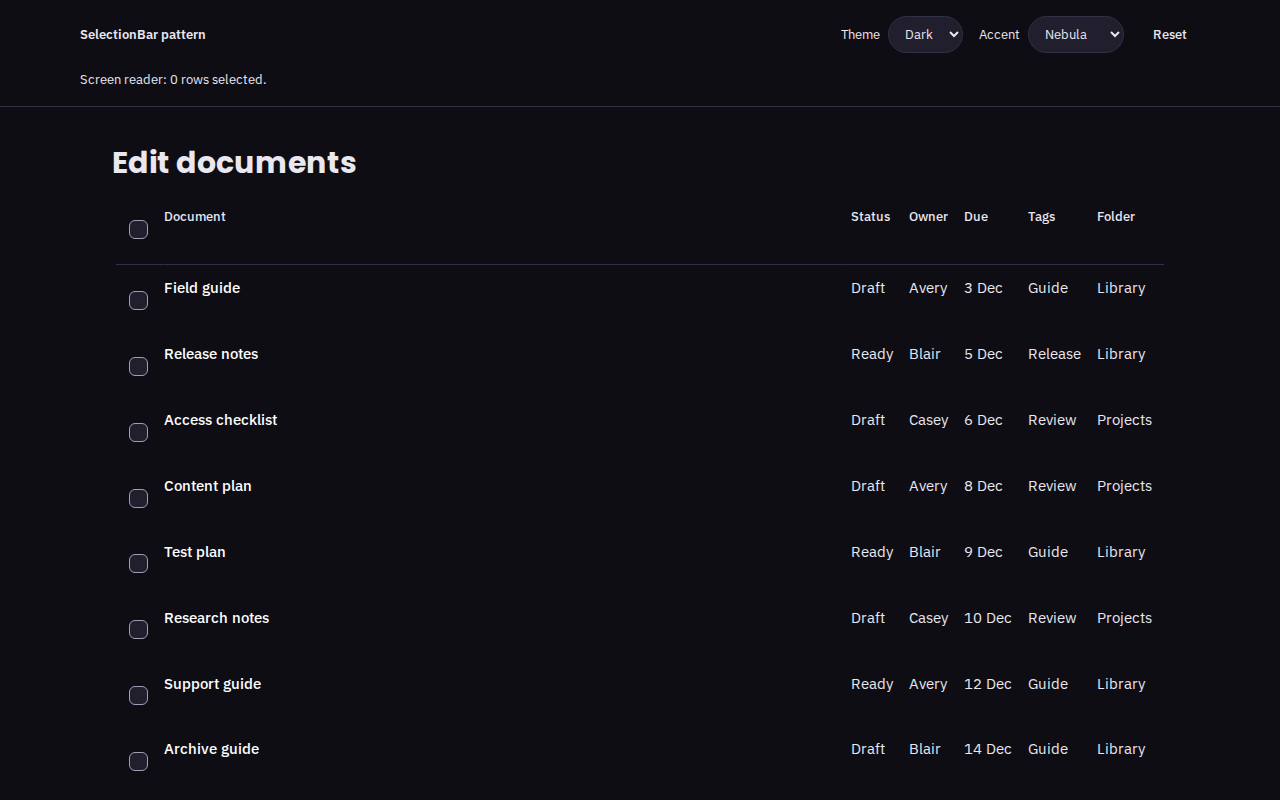 SelectionBar pattern Theme Dark Accent Nebula Reset
Screen reader: 0 rows selected.
Edit documents
Document Status Owner Due Tags Folder
Field guide Draft Avery 3 Dec Guide Library
Release notes Ready Blair 5 Dec Release Library
Access checklist Draft Casey 6 Dec Review Projects
Content plan Draft Avery 8 Dec Review Projects
Test plan Ready Blair 9 Dec Guide Library
Research notes Draft Casey 10 Dec Review Projects
Support guide Ready Avery 12 Dec Guide Library
Archive guide Draft Blair 14 Dec Guide Library